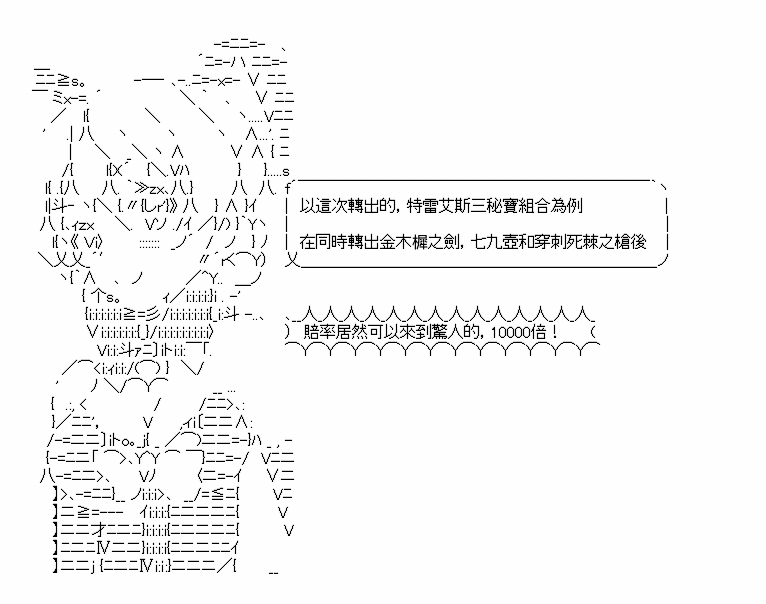 以這次轉出的, 特雷艾斯三秘寶組合為例
在同時轉出金木樨之劍, 七九壺和穿刺死棘之槍後
賠率居然可以來到驚人的, 10000倍！